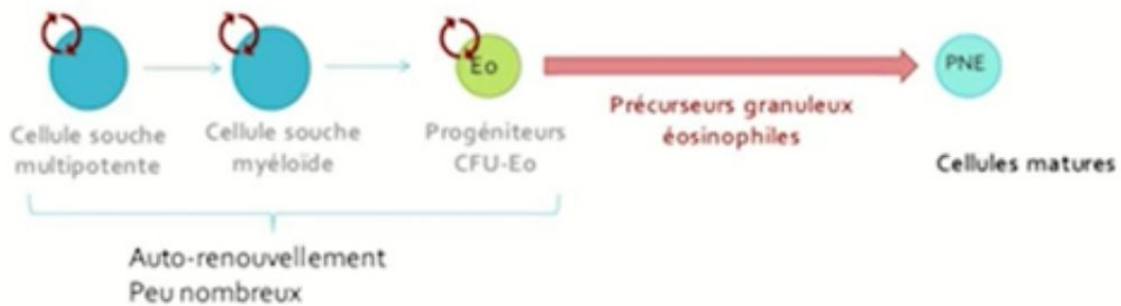 Eo
PNE
Cellule souche
multipotente
Cellule souche
myéloïde
Progéniteurs
CFU-Eo
Précurseurs granuleux
éosinophiles
Cellules matures
Auto-renouvellement
Peu nombreux